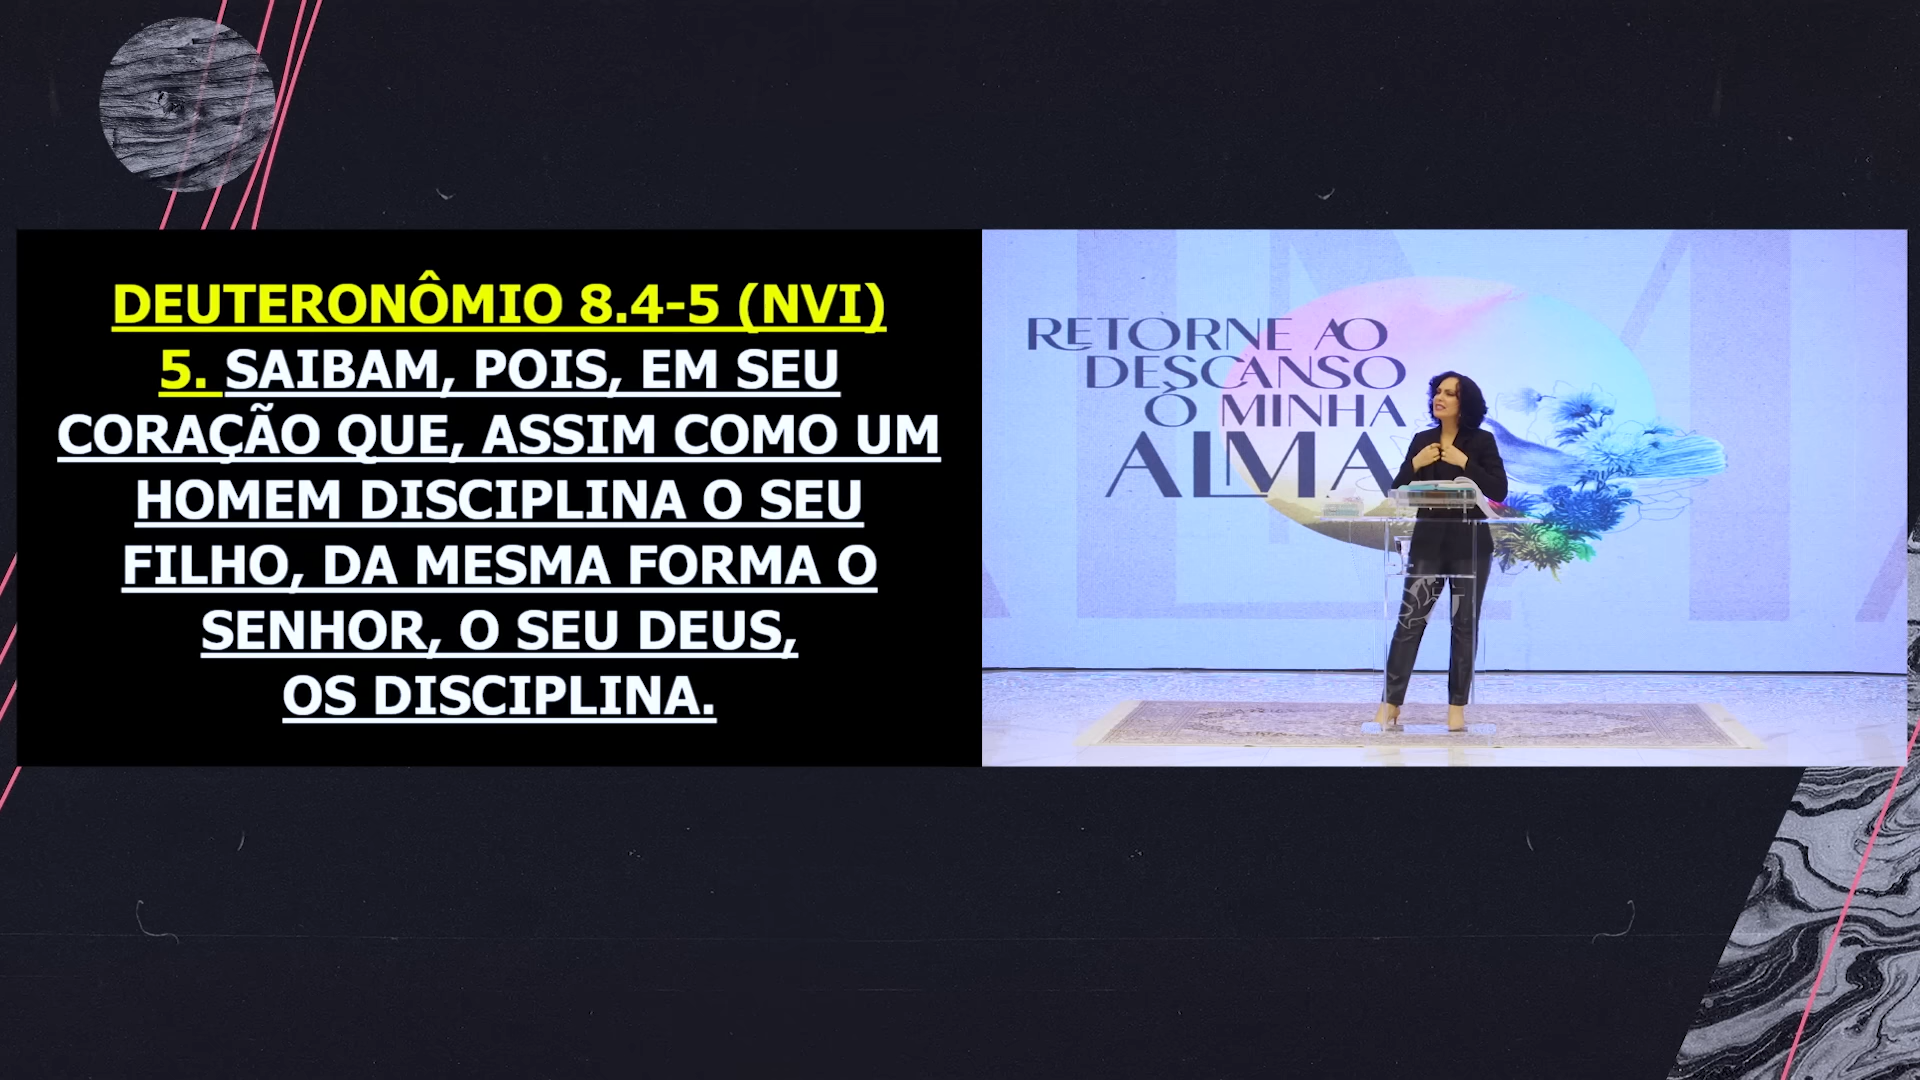 DEUTERONÔMIO 8.4-5 (NVI)
5. SAIBAM, POIS, EM SEU
CORAÇÃO QUE, ASSIM COMO UM
HOMEM DISCIPLINA O SEU
FILHO, DA MESMA FORMA O
SENHOR, O SEU DEUS,
OS DISCIPLINA.
RETORNE AO
DESCANSO
Ó MINHA
ALMA